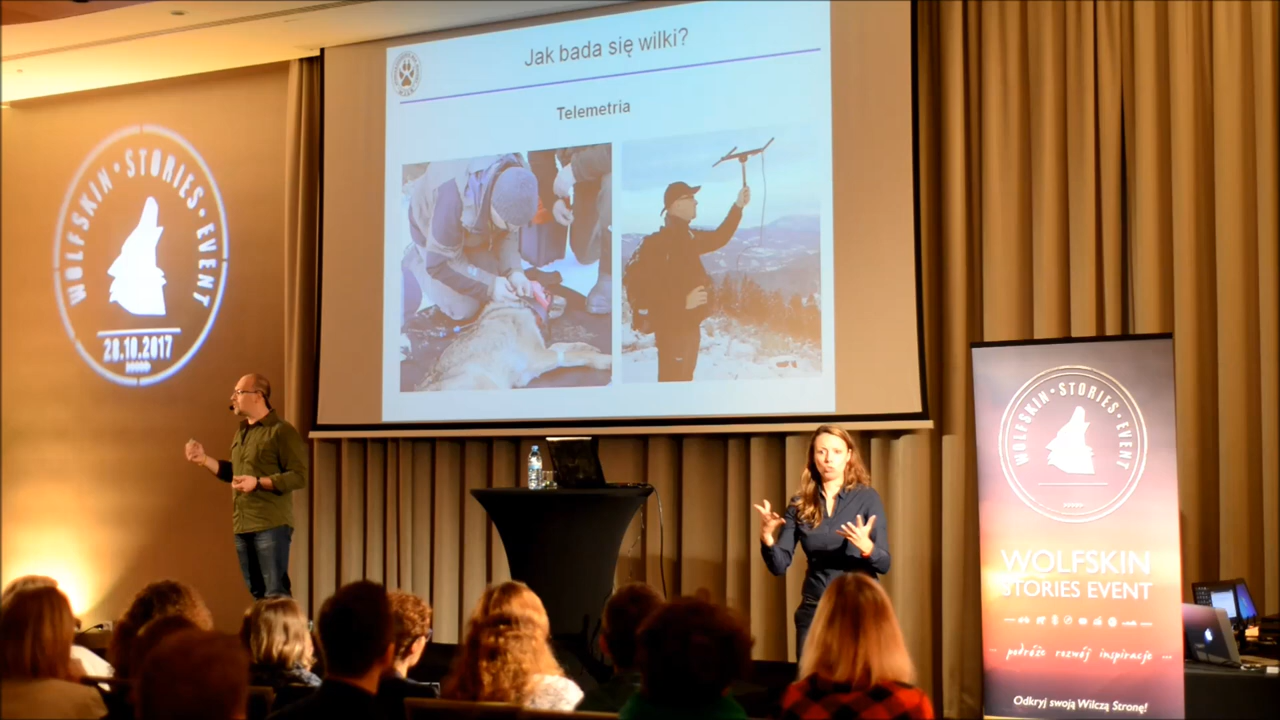 Jak bada się wilki?
Telemetria
WOLFSKIN · STORIES · EVENT
28.10.2017
WOLFSKIN · STORIES · EVENT
WOLFSKIN
STORIES EVENT
podróże rozwój inspiracje
Odkryj swoją Wilczą Stronę!